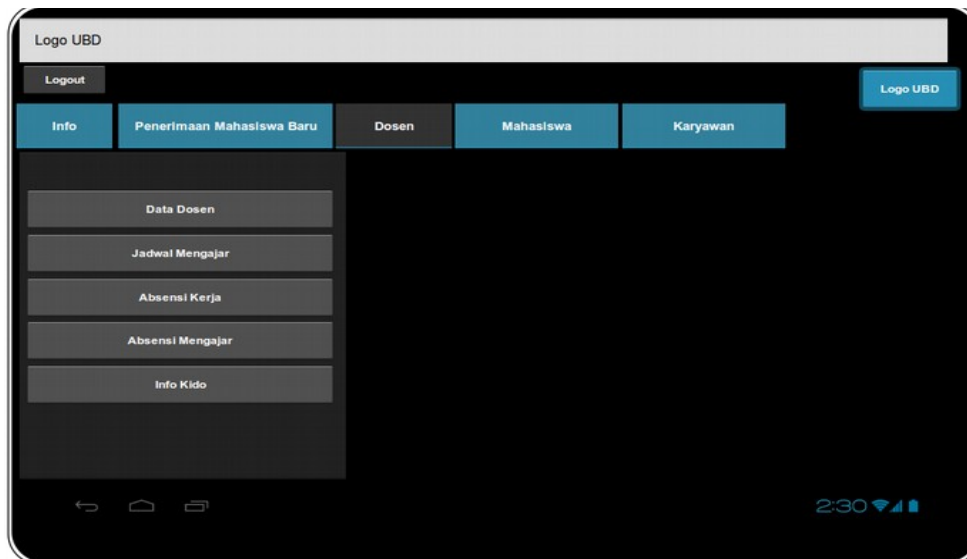 Logo UBD
Logout
Logo UBD
Info
Penerimaan Mahasiswa Baru
Dosen
Mahasiswa
Karyawan
Data Dosen
Jadwal Mengajar
Absensi Kerja
Absensi Mengajar
Info Kido
2:30